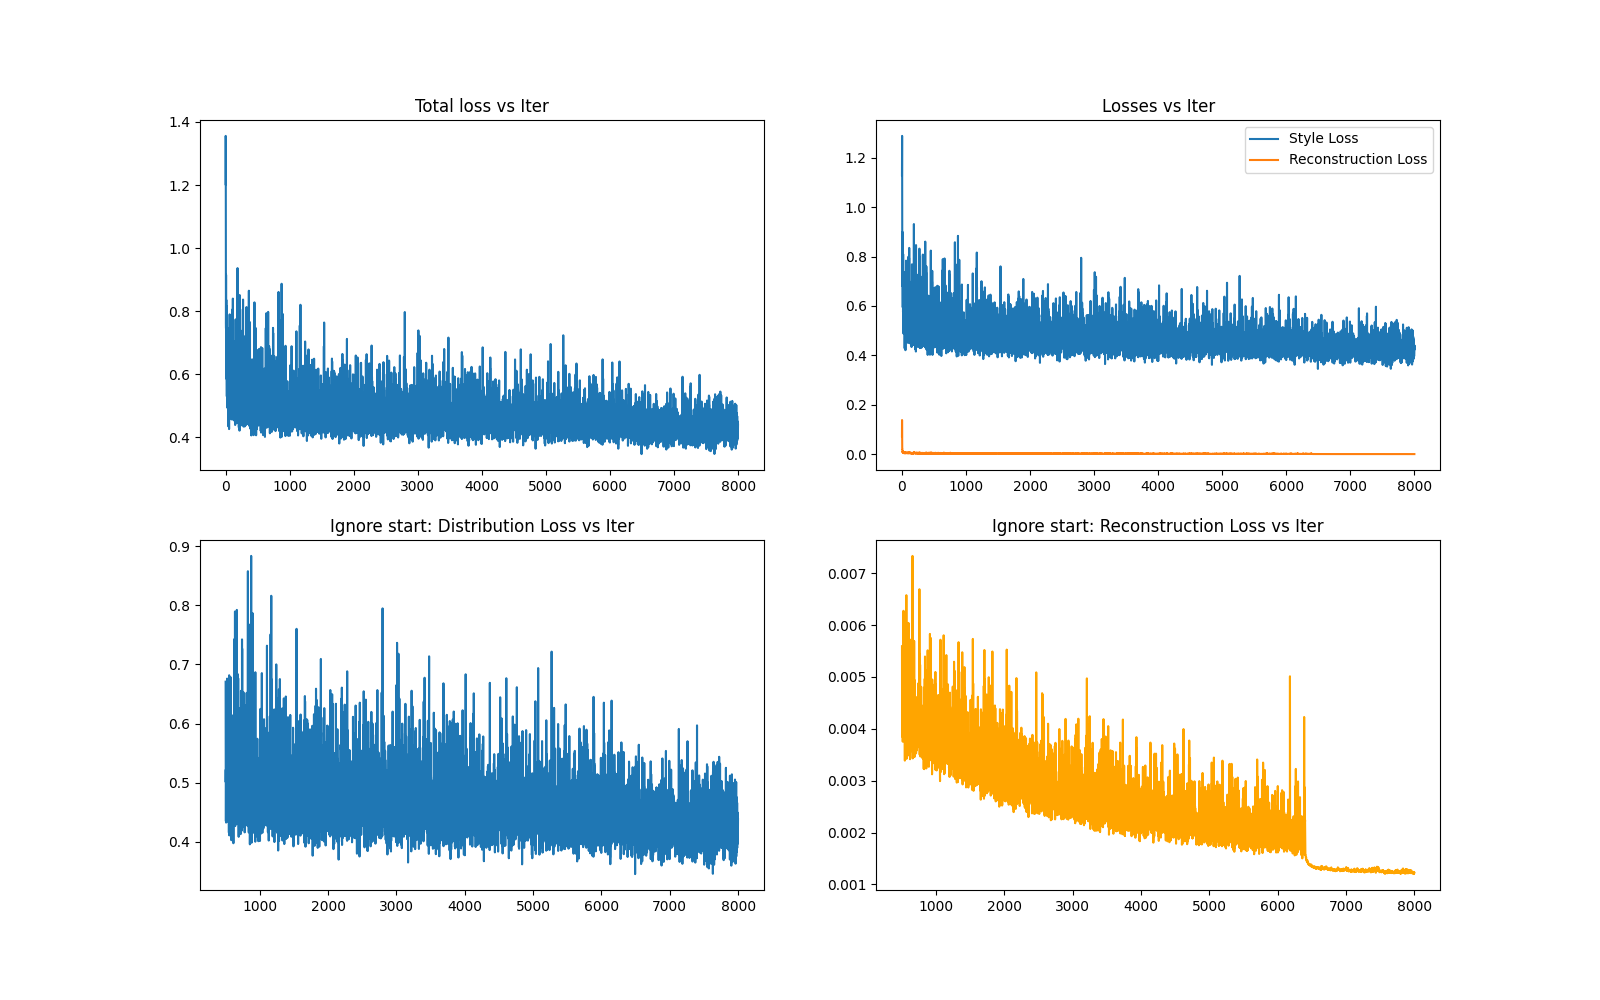 Total loss vs Iter
1.4
1.2
1.0
0.8
0.6
0.4
0 1000 2000 3000 4000 5000 6000 7000 8000
Losses vs Iter
Style Loss
Reconstruction Loss
1.2
1.0
0.8
0.6
0.4
0.2
0.0
0 1000 2000 3000 4000 5000 6000 7000 8000
Ignore start: Distribution Loss vs Iter
0.9
0.8
0.7
0.6
0.5
0.4
1000 2000 3000 4000 5000 6000 7000 8000
Ignore start: Reconstruction Loss vs Iter
0.007
0.006
0.005
0.004
0.003
0.002
0.001
1000 2000 3000 4000 5000 6000 7000 8000